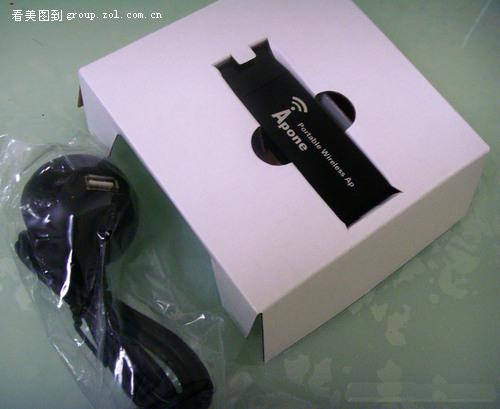 看美图到 group.zol.com.cn
Apone
Portable Wireless Ap